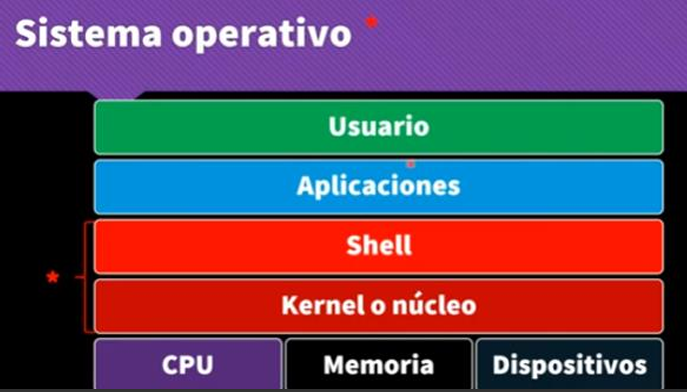 Sistema operativo *
Usuario
Aplicaciones
Shell
*
Kernel o núcleo
CPU Memoria Dispositivos